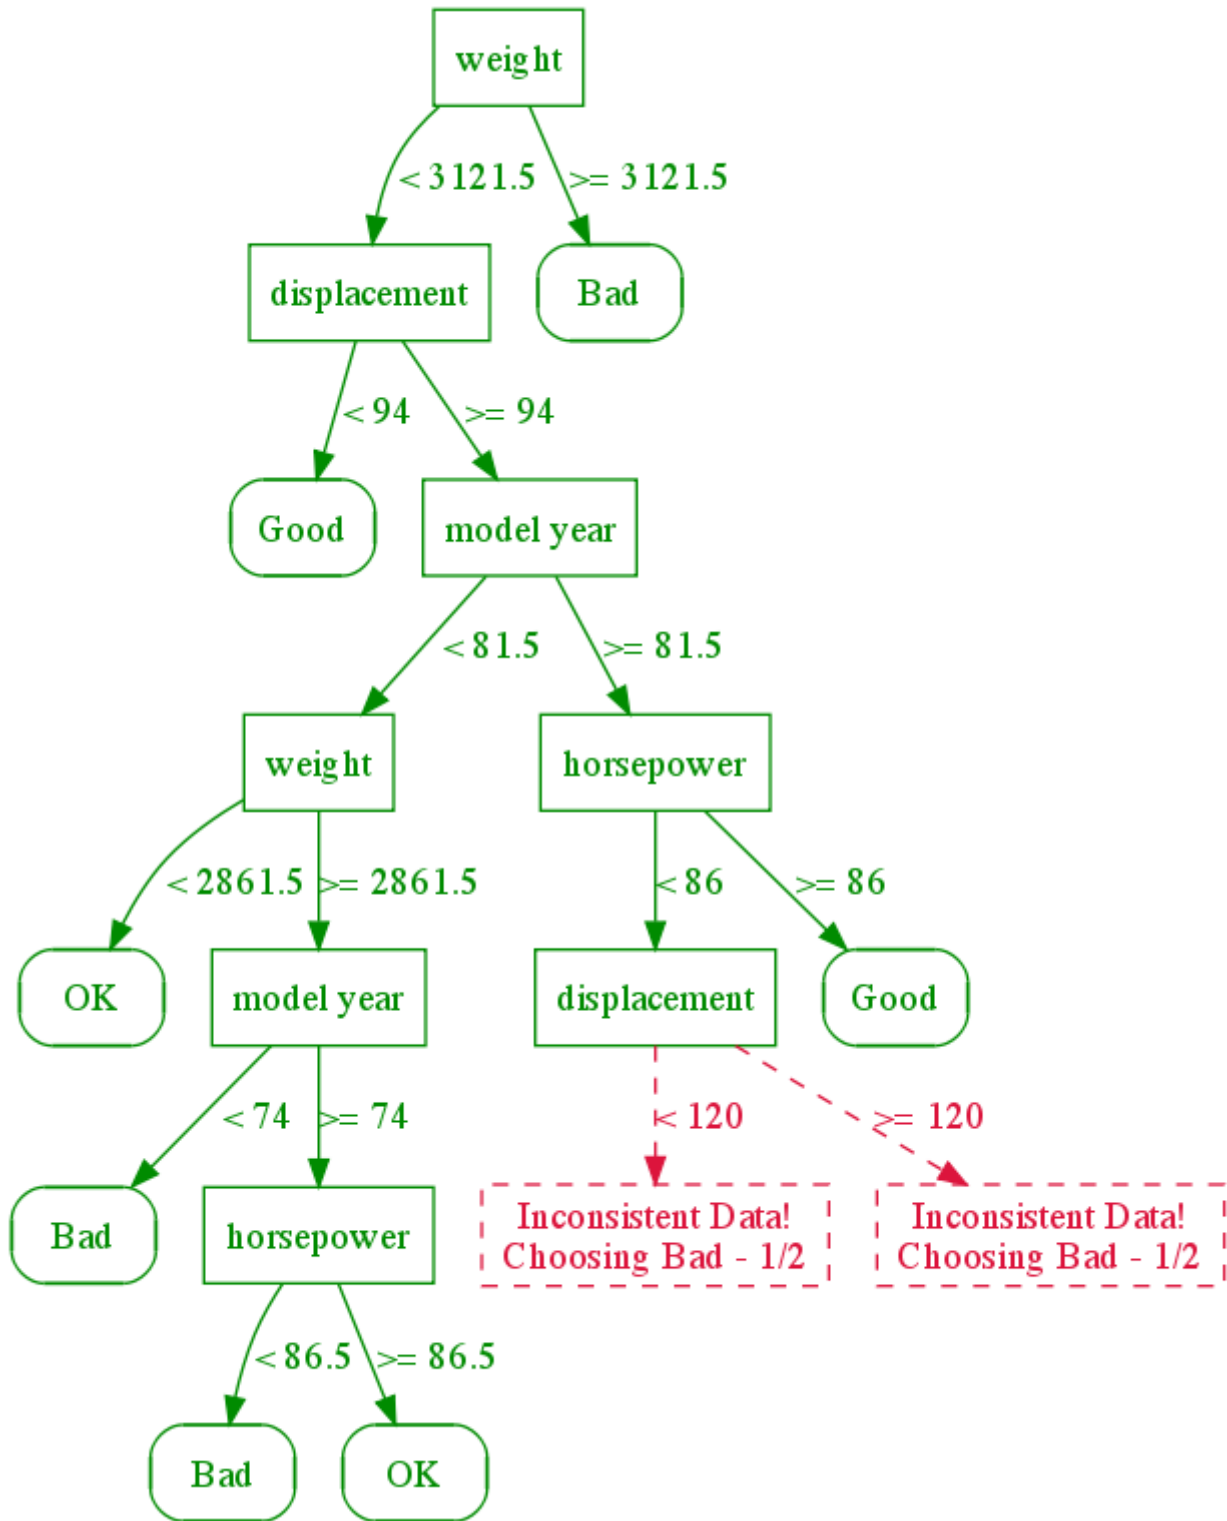 weight
< 3121.5
>= 3121.5
displacement
Bad
< 94
>= 94
Good
model year
< 81.5
>= 81.5
weight
horsepower
< 2861.5
>= 2861.5
< 86
>= 86
OK
model year
displacement
Good
< 74
>= 74
< 120
>= 120
Bad
horsepower
Inconsistent Data!
Choosing Bad - 1/2
Inconsistent Data!
Choosing Bad - 1/2
< 86.5
>= 86.5
Bad
OK